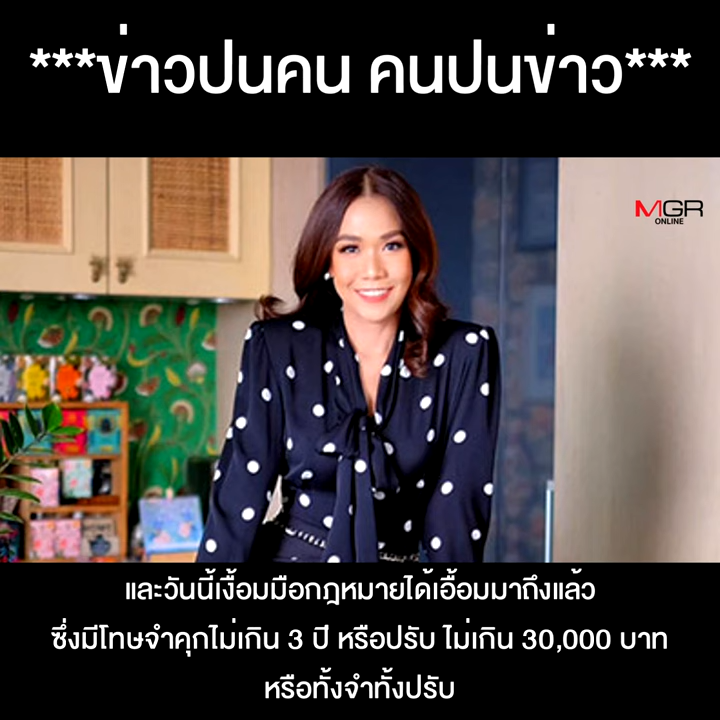 ***ข่าวปนคน คนปนข่าว***
MGR
ONLINE
และวันนี้เงื้อมมือกฎหมายได้เอื้อมมาถึงแล้ว
ซึ่งมีโทษจำคุกไม่เกิน 3 ปี หรือปรับ ไม่เกิน 30,000 บาท
หรือทั้งจำทั้งปรับ